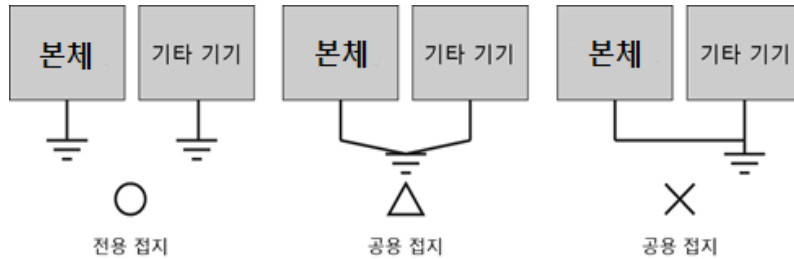 본체 기타 기기 본체 기타 기기 본체 기타 기기
전용 접지 공용 접지 공용 접지